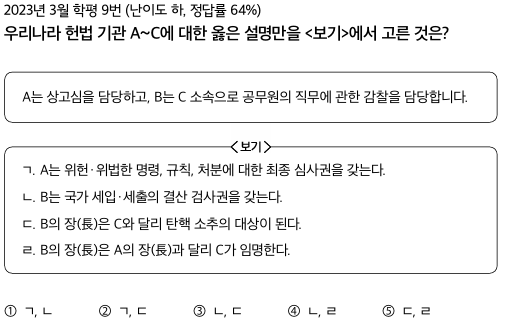 2023년 3월 학평 9번 (난이도 하, 정답률 64%)
우리나라 헌법 기관 A~C에 대한 옳은 설명만을 <보기>에서 고른 것은?
A는 상고심을 담당하고, B는 C 소속으로 공무원의 직무에 관한 감찰을 담당합니다.
<보기>
ㄱ. A는 위헌·위법한 명령, 규칙, 처분에 대한 최종 심사권을 갖는다.
ㄴ. B는 국가 세입·세출의 결산 검사권을 갖는다.
ㄷ. B의 장(長)은 C와 달리 탄핵 소추의 대상이 된다.
ㄹ. B의 장(長)은 A의 장(長)과 달리 C가 임명한다.
① ㄱ, ㄴ ② ㄱ, ㄷ ③ ㄴ, ㄷ ④ ㄴ, ㄹ ⑤ ㄷ, ㄹ